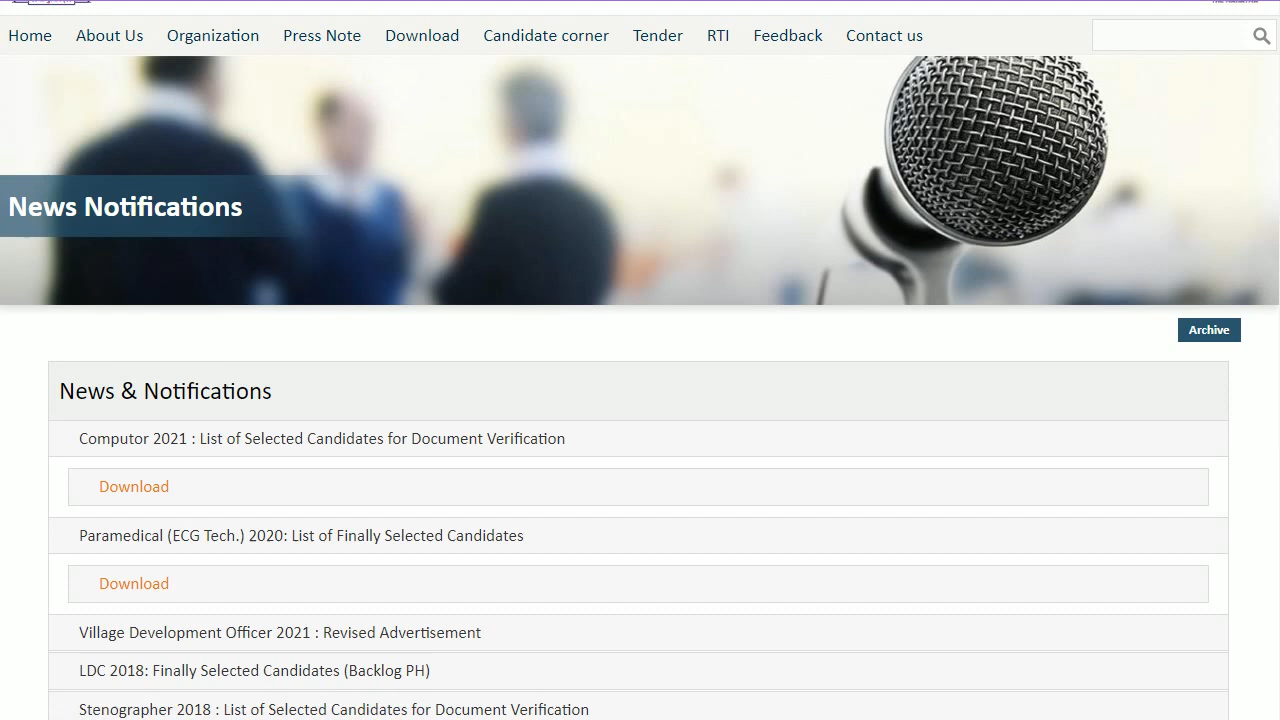 Home About Us Organization Press Note Download Candidate corner Tender RTI Feedback Contact us
News Notifications
Archive
News & Notifications
Computor 2021 : List of Selected Candidates for Document Verification
Download
Paramedical (ECG Tech.) 2020: List of Finally Selected Candidates
Download
Village Development Officer 2021 : Revised Advertisement
LDC 2018: Finally Selected Candidates (Backlog PH)
Stenographer 2018 : List of Selected Candidates for Document Verification